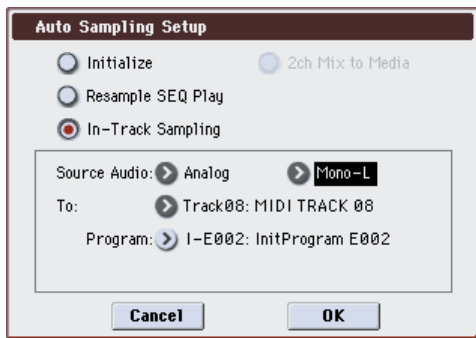 Auto Sampling Setup
Initialize 2ch Mix to Media
Resample SEQ Play
In-Track Sampling
Source Audio: Analog Mono-L
To: Track08: MIDI TRACK 08
Program: I-E002: InitProgram E002
Cancel OK